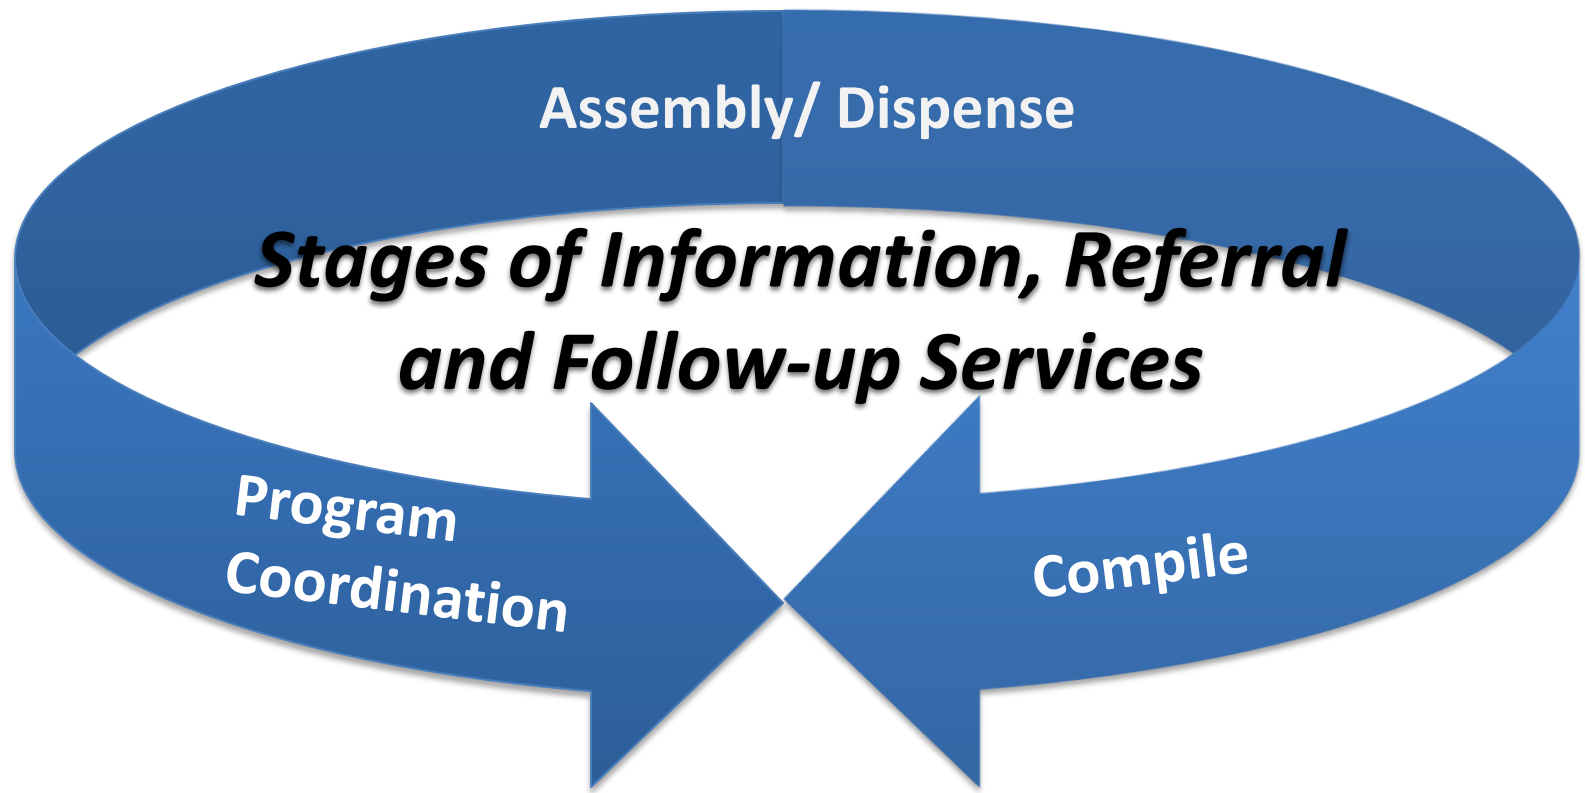 Assembly/ Dispense
Stages of Information, Referral
and Follow-up Services
Program
Coordination
Compile